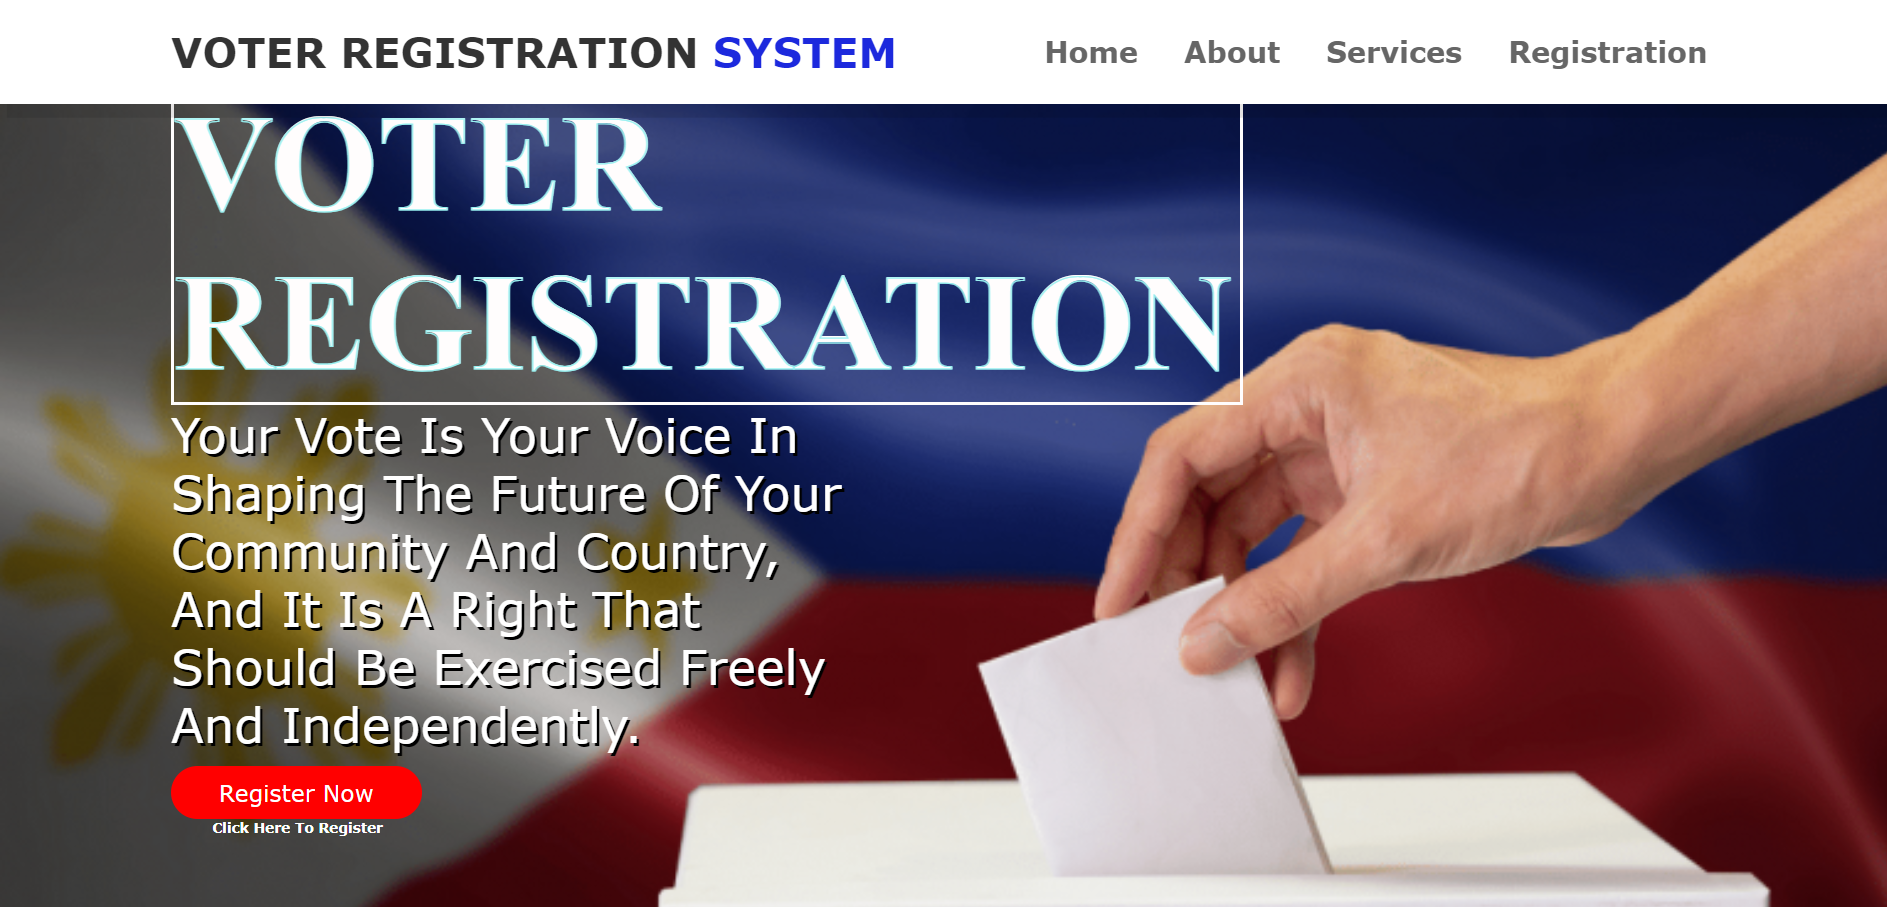 VOTER REGISTRATION SYSTEM
Home About Services Registration
VOTER
REGISTRATION
Your Vote Is Your Voice In
Shaping The Future Of Your
Community And Country,
And It Is A Right That
Should Be Exercised Freely
And Independently.
Register Now
Click Here To Register